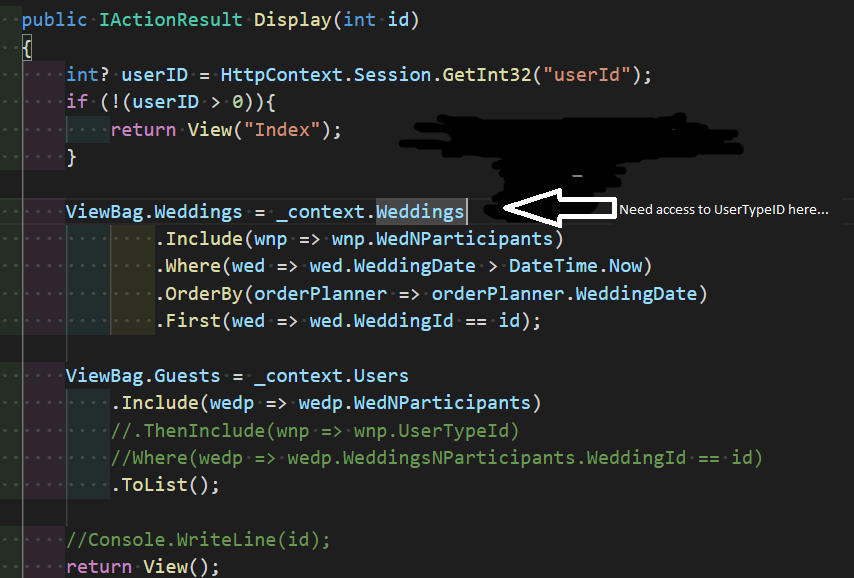 public IActionResult Display(int id)
{
int? userID = HttpContext.Session.GetInt32("userId");
if (!(userID > 0)){
return View("Index");
}
ViewBag.Weddings = _context.Weddings
Need access to UserTypeID here...
.Include(wnp => wnp.WedNParticipants)
.Where(wed => wed.WeddingDate > DateTime.Now)
.OrderBy(orderPlanner => orderPlanner.WeddingDate)
.First(wed => wed.WeddingId == id);
ViewBag.Guests = _context.Users
.Include(wedp => wedp.WedNParticipants)
//.ThenInclude(wnp => wnp.UserTypeId)
//Where(wedp => wedp.WeddingsNParticipants.WeddingId == id)
.ToList();
//Console.WriteLine(id);
return View();